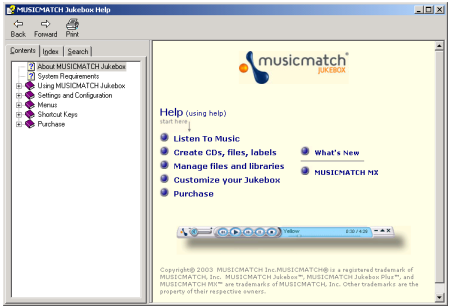 MUSICMATCH Jukebox Help
Back Forward Print
Contents Index Search
About MUSICMATCH Jukebox
System Requirements
Using MUSICMATCH Jukebox
Settings and Configuration
Menus
Shortcut Keys
Purchase
musicmatch®
JUKEBOX
Help (using help)
start here
Listen To Music
Create CDs, files, labels
Manage files and libraries
Customize your Jukebox
Purchase
What's New
MUSICMATCH MX
Yellow 0:30 / 4:29
Copyright© 2003 MUSICMATCH Inc.MUSICMATCH® is a registered trademark of
MUSICMATCH, Inc. MUSICMATCH Jukebox™, MUSICMATCH Jukebox Plus™, and
MUSICMATCH MX™ are trademarks of MUSICMATCH, Inc. Other trademarks are the
property of their respective owners.